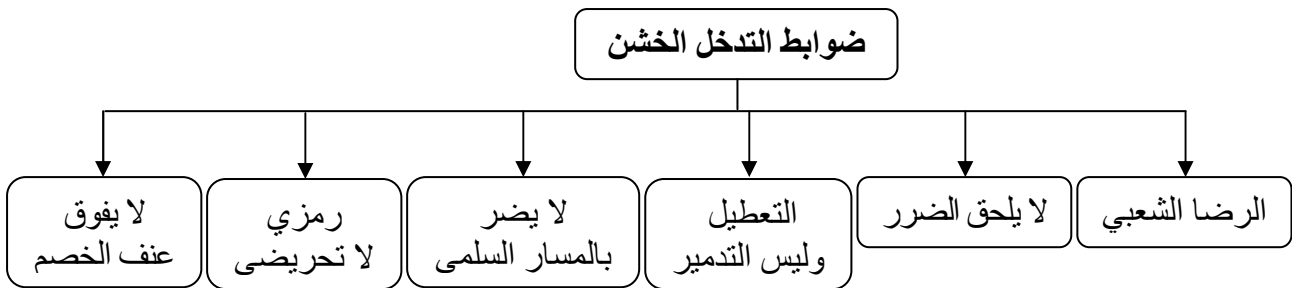 ضوابط التدخل الخشن
الرضا الشعبي
لا يلحق الضرر
التعطيل
وليس التدمير
لا يضر
بالمسار السلمى
رمزي
لا تحريضى
لا يفوق
عنف الخصم